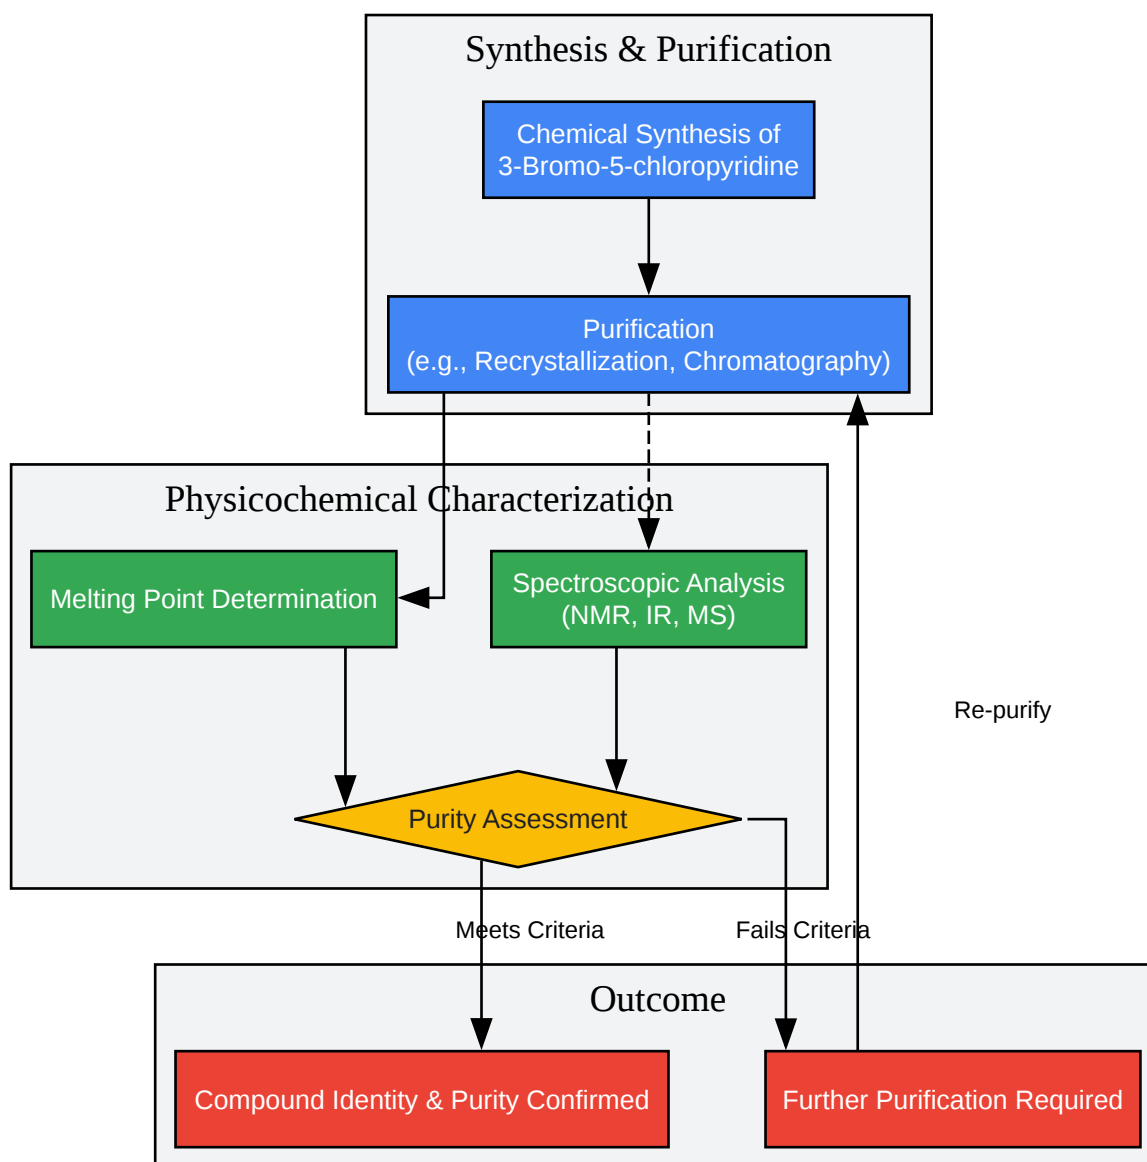 Synthesis & Purification
Chemical Synthesis of
3-Bromo-5-chloropyridine
Purification
(e.g., Recrystallization, Chromatography)
Physicochemical Characterization
Melting Point Determination
Spectroscopic Analysis
(NMR, IR, MS)
Re-purify
Purity Assessment
Meets Criteria
Fails Criteria
Outcome
Compound Identity & Purity Confirmed
Further Purification Required